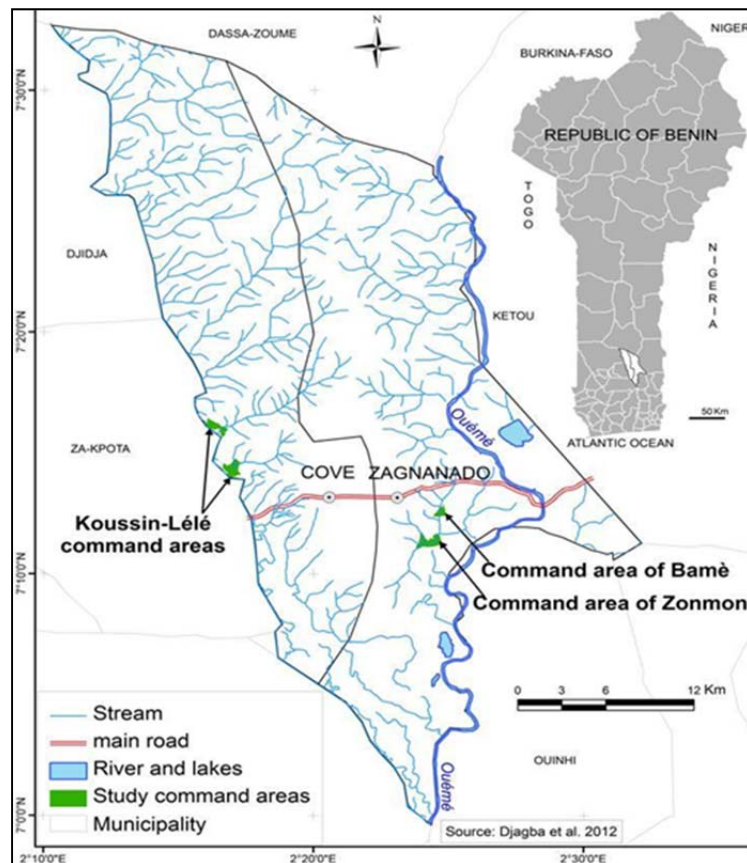 DASSA-ZOUME
N
NIGER
BURKINA-FASO
REPUBLIC OF BENIN
TOGO
NIGERIA
ATLANTIC OCEAN
50 Km
7°30'0"N
7°20'0"N
7°10'0"N
7°0'0"N
DJIDJA
KETOU
Ouémé
ZA-KPOTA
COVE
ZAGNANADO
Koussin-Lélé
command areas
Command area of Bamè
Command area of Zonmon
0 3 6 12 Km
OUINHI
Ouémé
Stream
main road
River and lakes
Study command areas
Municipality
Source: Djagba et al. 2012
2°10'0"E
2°20'0"E
2°30'0"E